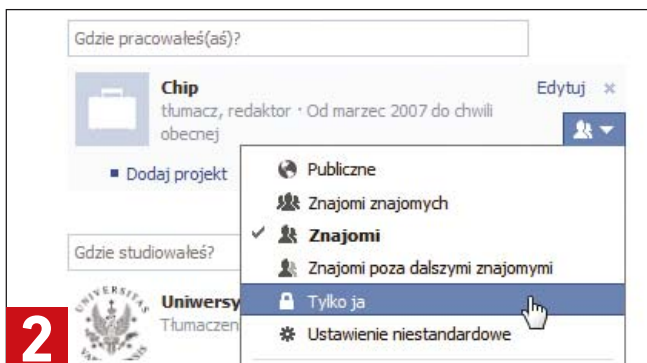 Gdzie pracowałeś(aś)?
Chip
Edytuj ×
tłumacz, redaktor · Od marzec 2007 do chwili
obecnej
Dodaj projekt
Publiczne
Znajomi znajomych
Znajomi
Gdzie studiowałeś?
Znajomi poza dalszymi znajomymi
Uniwersy
Tylko ja
Tłumaczen
Ustawienie niestandardowe
2